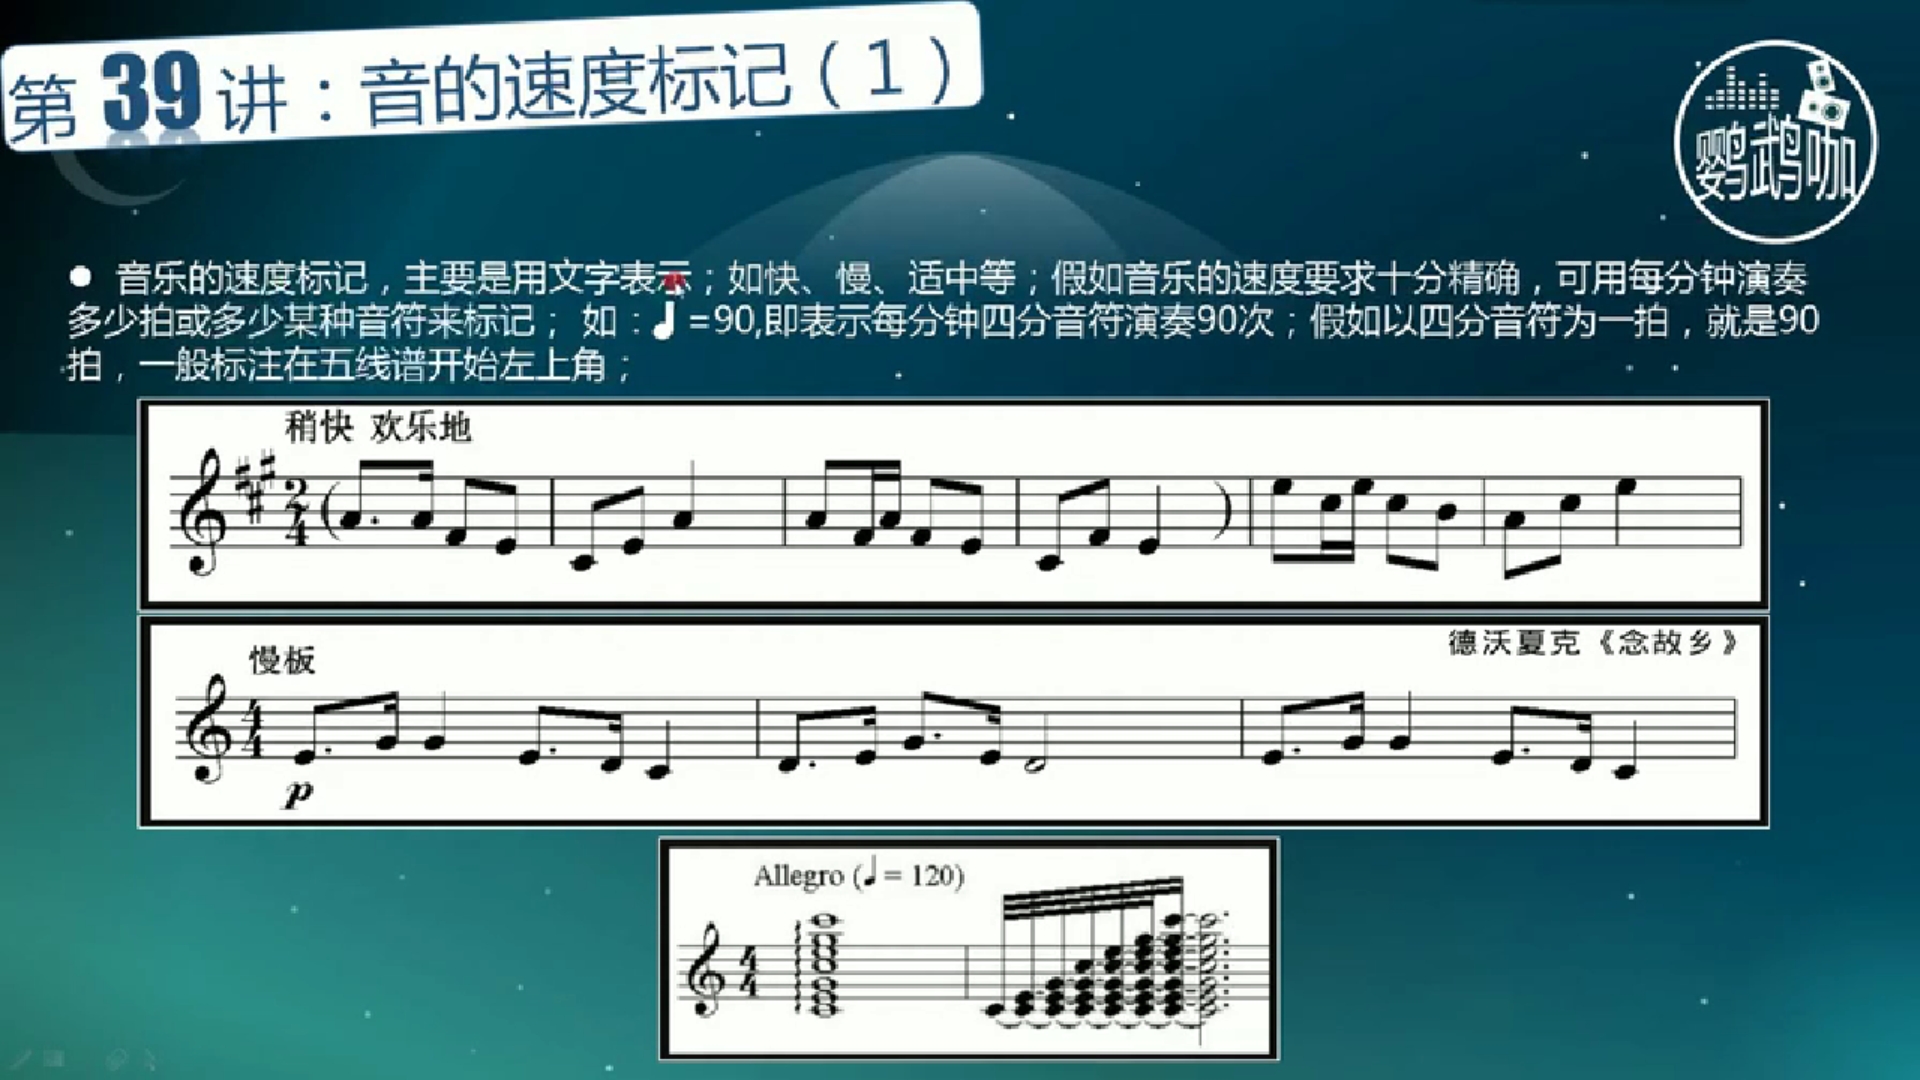 第39讲：音的速度标记（1）
鹦鹉咖
● 音乐的速度标记，主要是用文字表示；如快、慢、适中等；假如音乐的速度要求十分精确，可用每分钟演奏
多少拍或多少某种音符来标记； 如：♩=90,即表示每分钟四分音符演奏90次；假如以四分音符为一拍，就是90
拍，一般标注在五线谱开始左上角；
稍快 欢乐地
2
4
德沃夏克《念故乡》
慢板
4
4
p
Allegro (♩= 120)
4
4